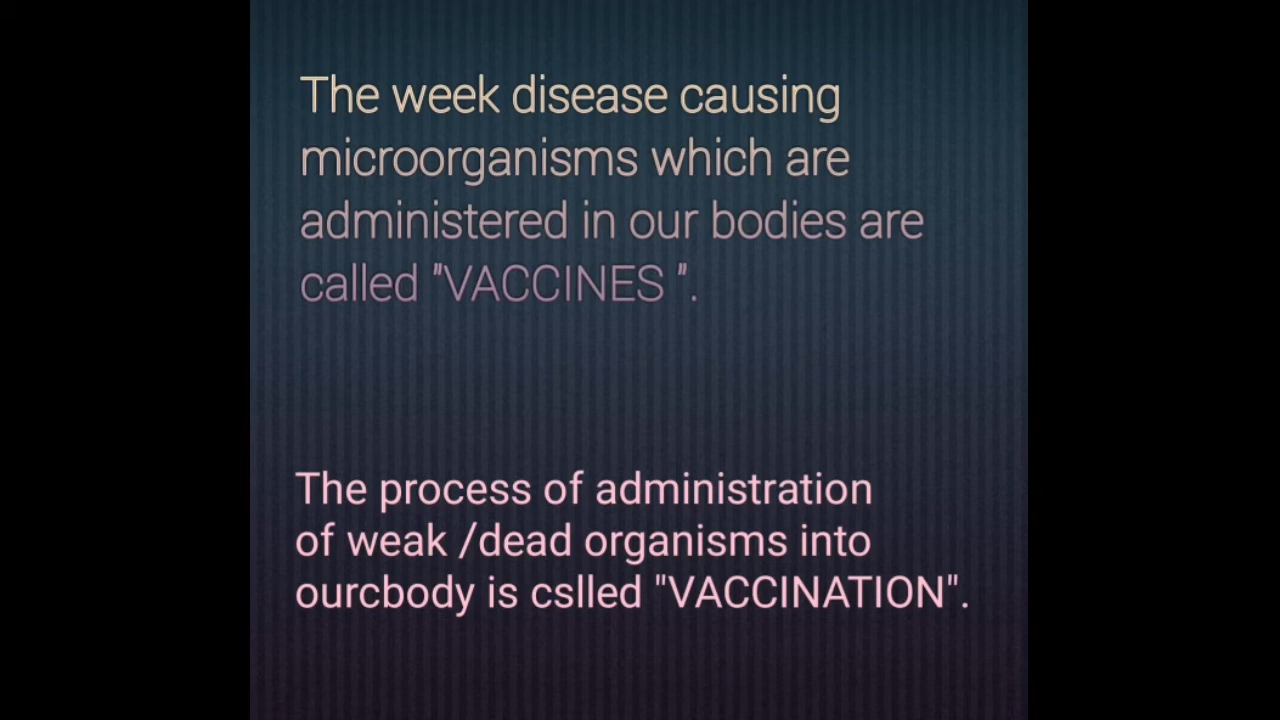 The week disease causing
microorganisms which are
administered in our bodies are
called "VACCINES ".
The process of administration
of weak /dead organisms into
ourcbody is cslled "VACCINATION".